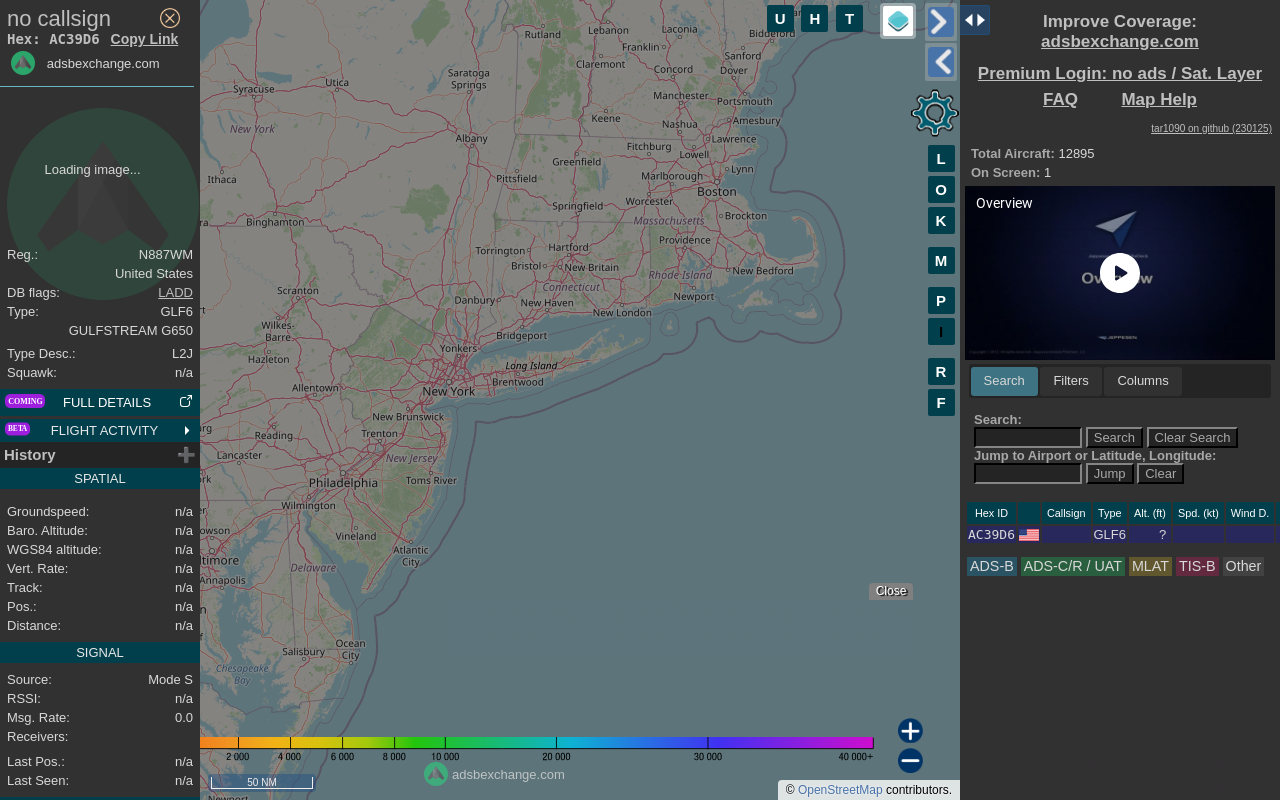 no callsign
Hex: AC39D6 Copy Link
adsbexchange.com
Loading image...
Reg.: N887WM
United States
DB flags: LADD
Type: GLF6
GULFSTREAM G650
Type Desc.: L2J
Squawk: n/a
COMING FULL DETAILS
BETA FLIGHT ACTIVITY
History
SPATIAL
Groundspeed: n/a
Baro. Altitude: n/a
WGS84 altitude: n/a
Vert. Rate: n/a
Track: n/a
Pos.: n/a
Distance: n/a
SIGNAL
Source: Mode S
RSSI: n/a
Msg. Rate: 0.0
Receivers:
Last Pos.: n/a
Last Seen: n/a
U H T
L
O
K
M
P
I
R
F
Rutland
Lebanon
Laconia
Franklin
Sanford
Claremont
Concord
Dover
Utica
Saratoga
Springs
Syracuse
Manchester
Portsmouth
Keene
Amesbury
New York
Nashua
Albany
Lawrence
Fitchburg
Lowell
Greenfield
Lynn
Ithaca
Pittsfield
Marlborough
Boston
Worcester
Springfield
Binghamton
Massachusetts
Brockton
Providence
Torrington
Hartford
Bristol
New Britain
New Bedford
Rhode Island
Connecticut
Scranton
Danbury
New Haven
Newport
New London
Wilkes-
Barre
Bridgeport
Yonkers
Hazleton
Long Island
Brentwood
Allentown
New York
New Brunswick
Reading
Trenton
Lancaster
New Jersey
Philadelphia
Toms River
Wilmington
Vineland
Atlantic
City
Annapolis
Delaware
Ocean
City
Salisbury
Chesapeake
Bay
Close
2 000 4 000 6 000 8 000 10 000 20 000 30 000 40 000+
adsbexchange.com
50 NM
© OpenStreetMap contributors.
Improve Coverage:
adsbexchange.com
Premium Login: no ads / Sat. Layer
FAQ Map Help
tar1090 on github (230125)
Total Aircraft: 12895
On Screen: 1
Overview
JEPPESEN
Search Filters Columns
Search:
Search Clear Search
Jump to Airport or Latitude, Longitude:
Jump Clear
Hex ID Callsign Type Alt. (ft) Spd. (kt) Wind D.
AC39D6 GLF6 ?
ADS-B ADS-C/R / UAT MLAT TIS-B Other